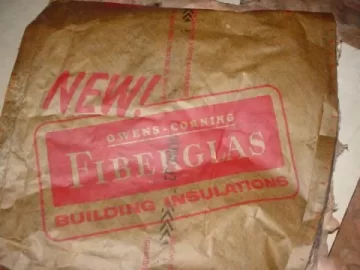 NEW!
OWENS-CORNING
FIBERGLAS
BUILDING INSULATIONS